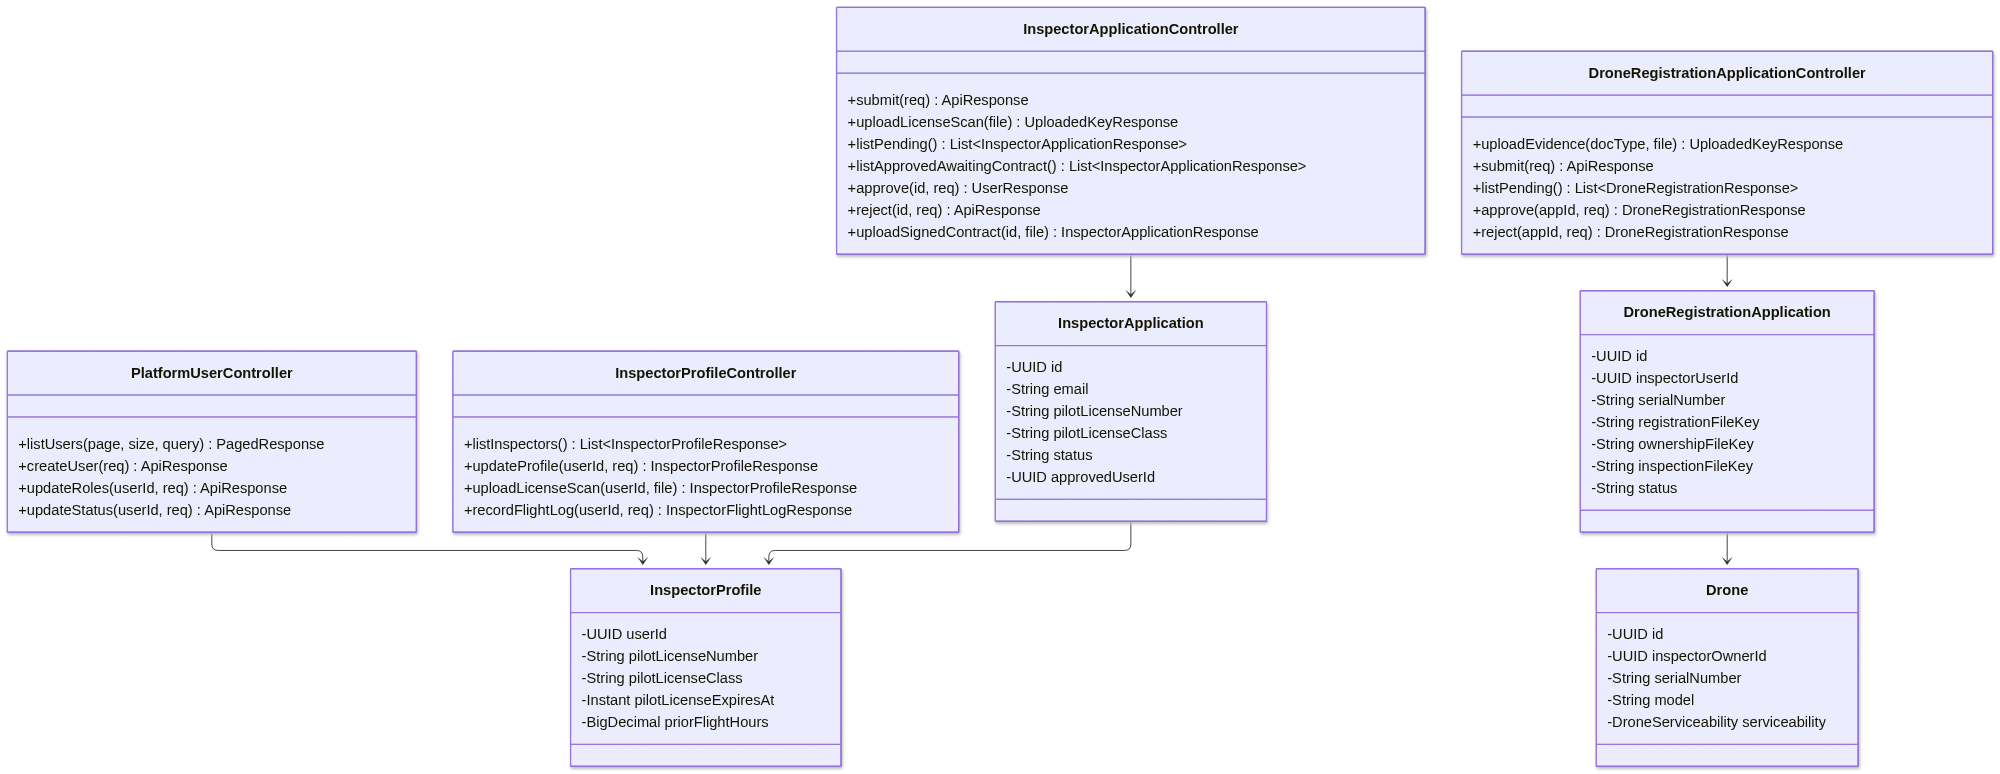 InspectorApplicationController
+submit(req) : ApiResponse
+uploadLicenseScan(file) : UploadedKeyResponse
+listPending() : List<InspectorApplicationResponse>
+listApprovedAwaitingContract() : List<InspectorApplicationResponse>
+approve(id, req) : UserResponse
+reject(id, req) : ApiResponse
+uploadSignedContract(id, file) : InspectorApplicationResponse
DroneRegistrationApplicationController
+uploadEvidence(docType, file) : UploadedKeyResponse
+submit(req) : ApiResponse
+listPending() : List<DroneRegistrationResponse>
+approve(appId, req) : DroneRegistrationResponse
+reject(appId, req) : DroneRegistrationResponse
PlatformUserController
+listUsers(page, size, query) : PagedResponse
+createUser(req) : ApiResponse
+updateRoles(userId, req) : ApiResponse
+updateStatus(userId, req) : ApiResponse
InspectorProfileController
+listInspectors() : List<InspectorProfileResponse>
+updateProfile(userId, req) : InspectorProfileResponse
+uploadLicenseScan(userId, file) : InspectorProfileResponse
+recordFlightLog(userId, req) : InspectorFlightLogResponse
InspectorApplication
-UUID id
-String email
-String pilotLicenseNumber
-String pilotLicenseClass
-String status
-UUID approvedUserId
DroneRegistrationApplication
-UUID id
-UUID inspectorUserId
-String serialNumber
-String registrationFileKey
-String ownershipFileKey
-String inspectionFileKey
-String status
InspectorProfile
-UUID userId
-String pilotLicenseNumber
-String pilotLicenseClass
-Instant pilotLicenseExpiresAt
-BigDecimal priorFlightHours
Drone
-UUID id
-UUID inspectorOwnerId
-String serialNumber
-String model
-DroneServiceability serviceability